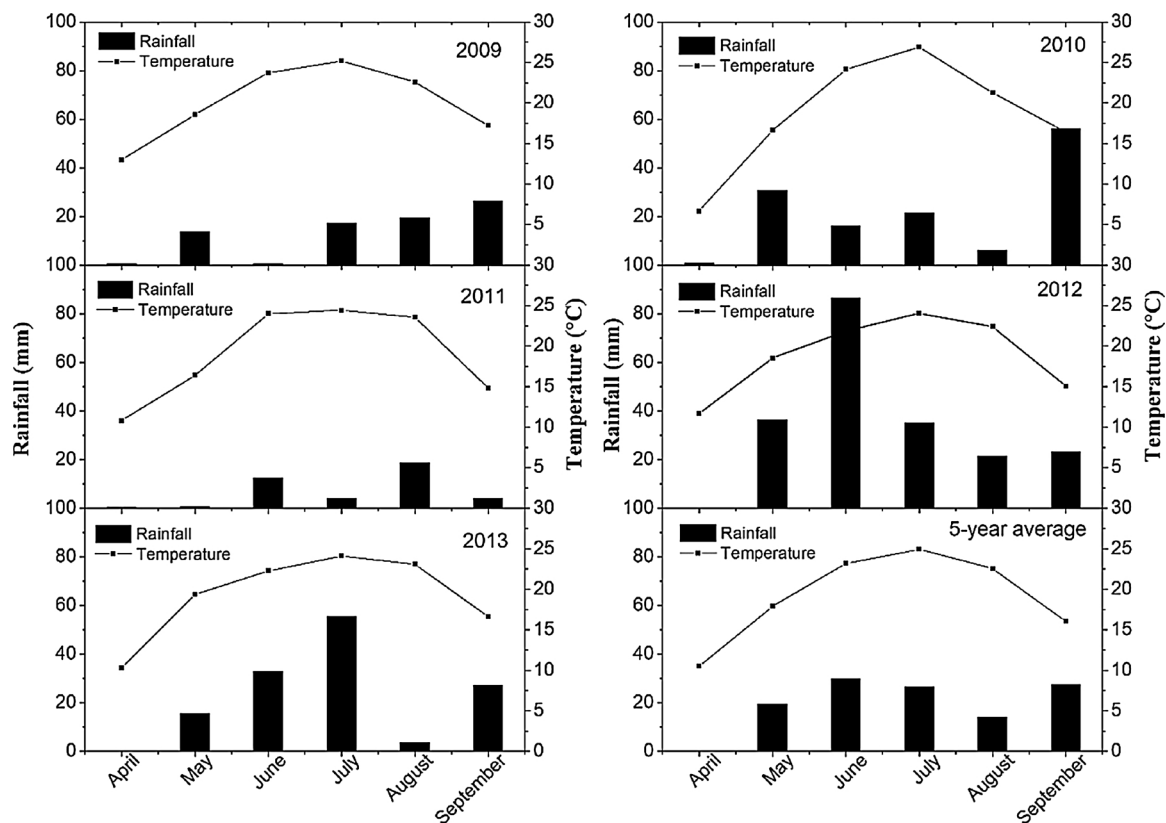 100 30 100 30
Rainfall 2009 Rainfall 2010
Temperature Temperature
80 25 80 25
60 20 60 20
15 15
40 40
10 10
20 5 20 5
100 30 100 30
Rainfall 2011 Rainfall 2012
Temperature Temperature
80 25 80 25
60 20 60 20
15 15
40 40
10 10
20 5 20 5
100 30 100 30
Rainfall 2013 Rainfall 5-year average
Temperature Temperature
80 25 80 25
60 20 60 20
15 15
40 40
10 10
20 5 20 5
0 0 0 0
April May June July August September April May June July August September
Rainfall (mm)
Temperature (°C)
Rainfall (mm)
Temperature (°C)